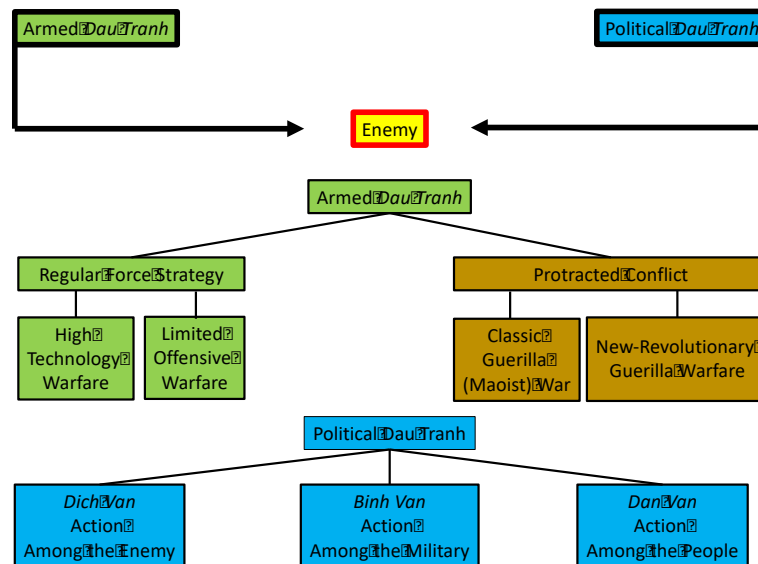 Armed Dau Tranh
Political Dau Tranh
Enemy
Armed Dau Tranh
Regular Force Strategy
Protracted Conflict
High
Technology
Warfare
Limited
Offensive
Warfare
Classic
Guerilla
(Maoist) War
New-Revolutionary
Guerilla Warfare
Political Dau Tranh
Dich Van
Action
Among the Enemy
Binh Van
Action
Among the Military
Dan Van
Action
Among the People